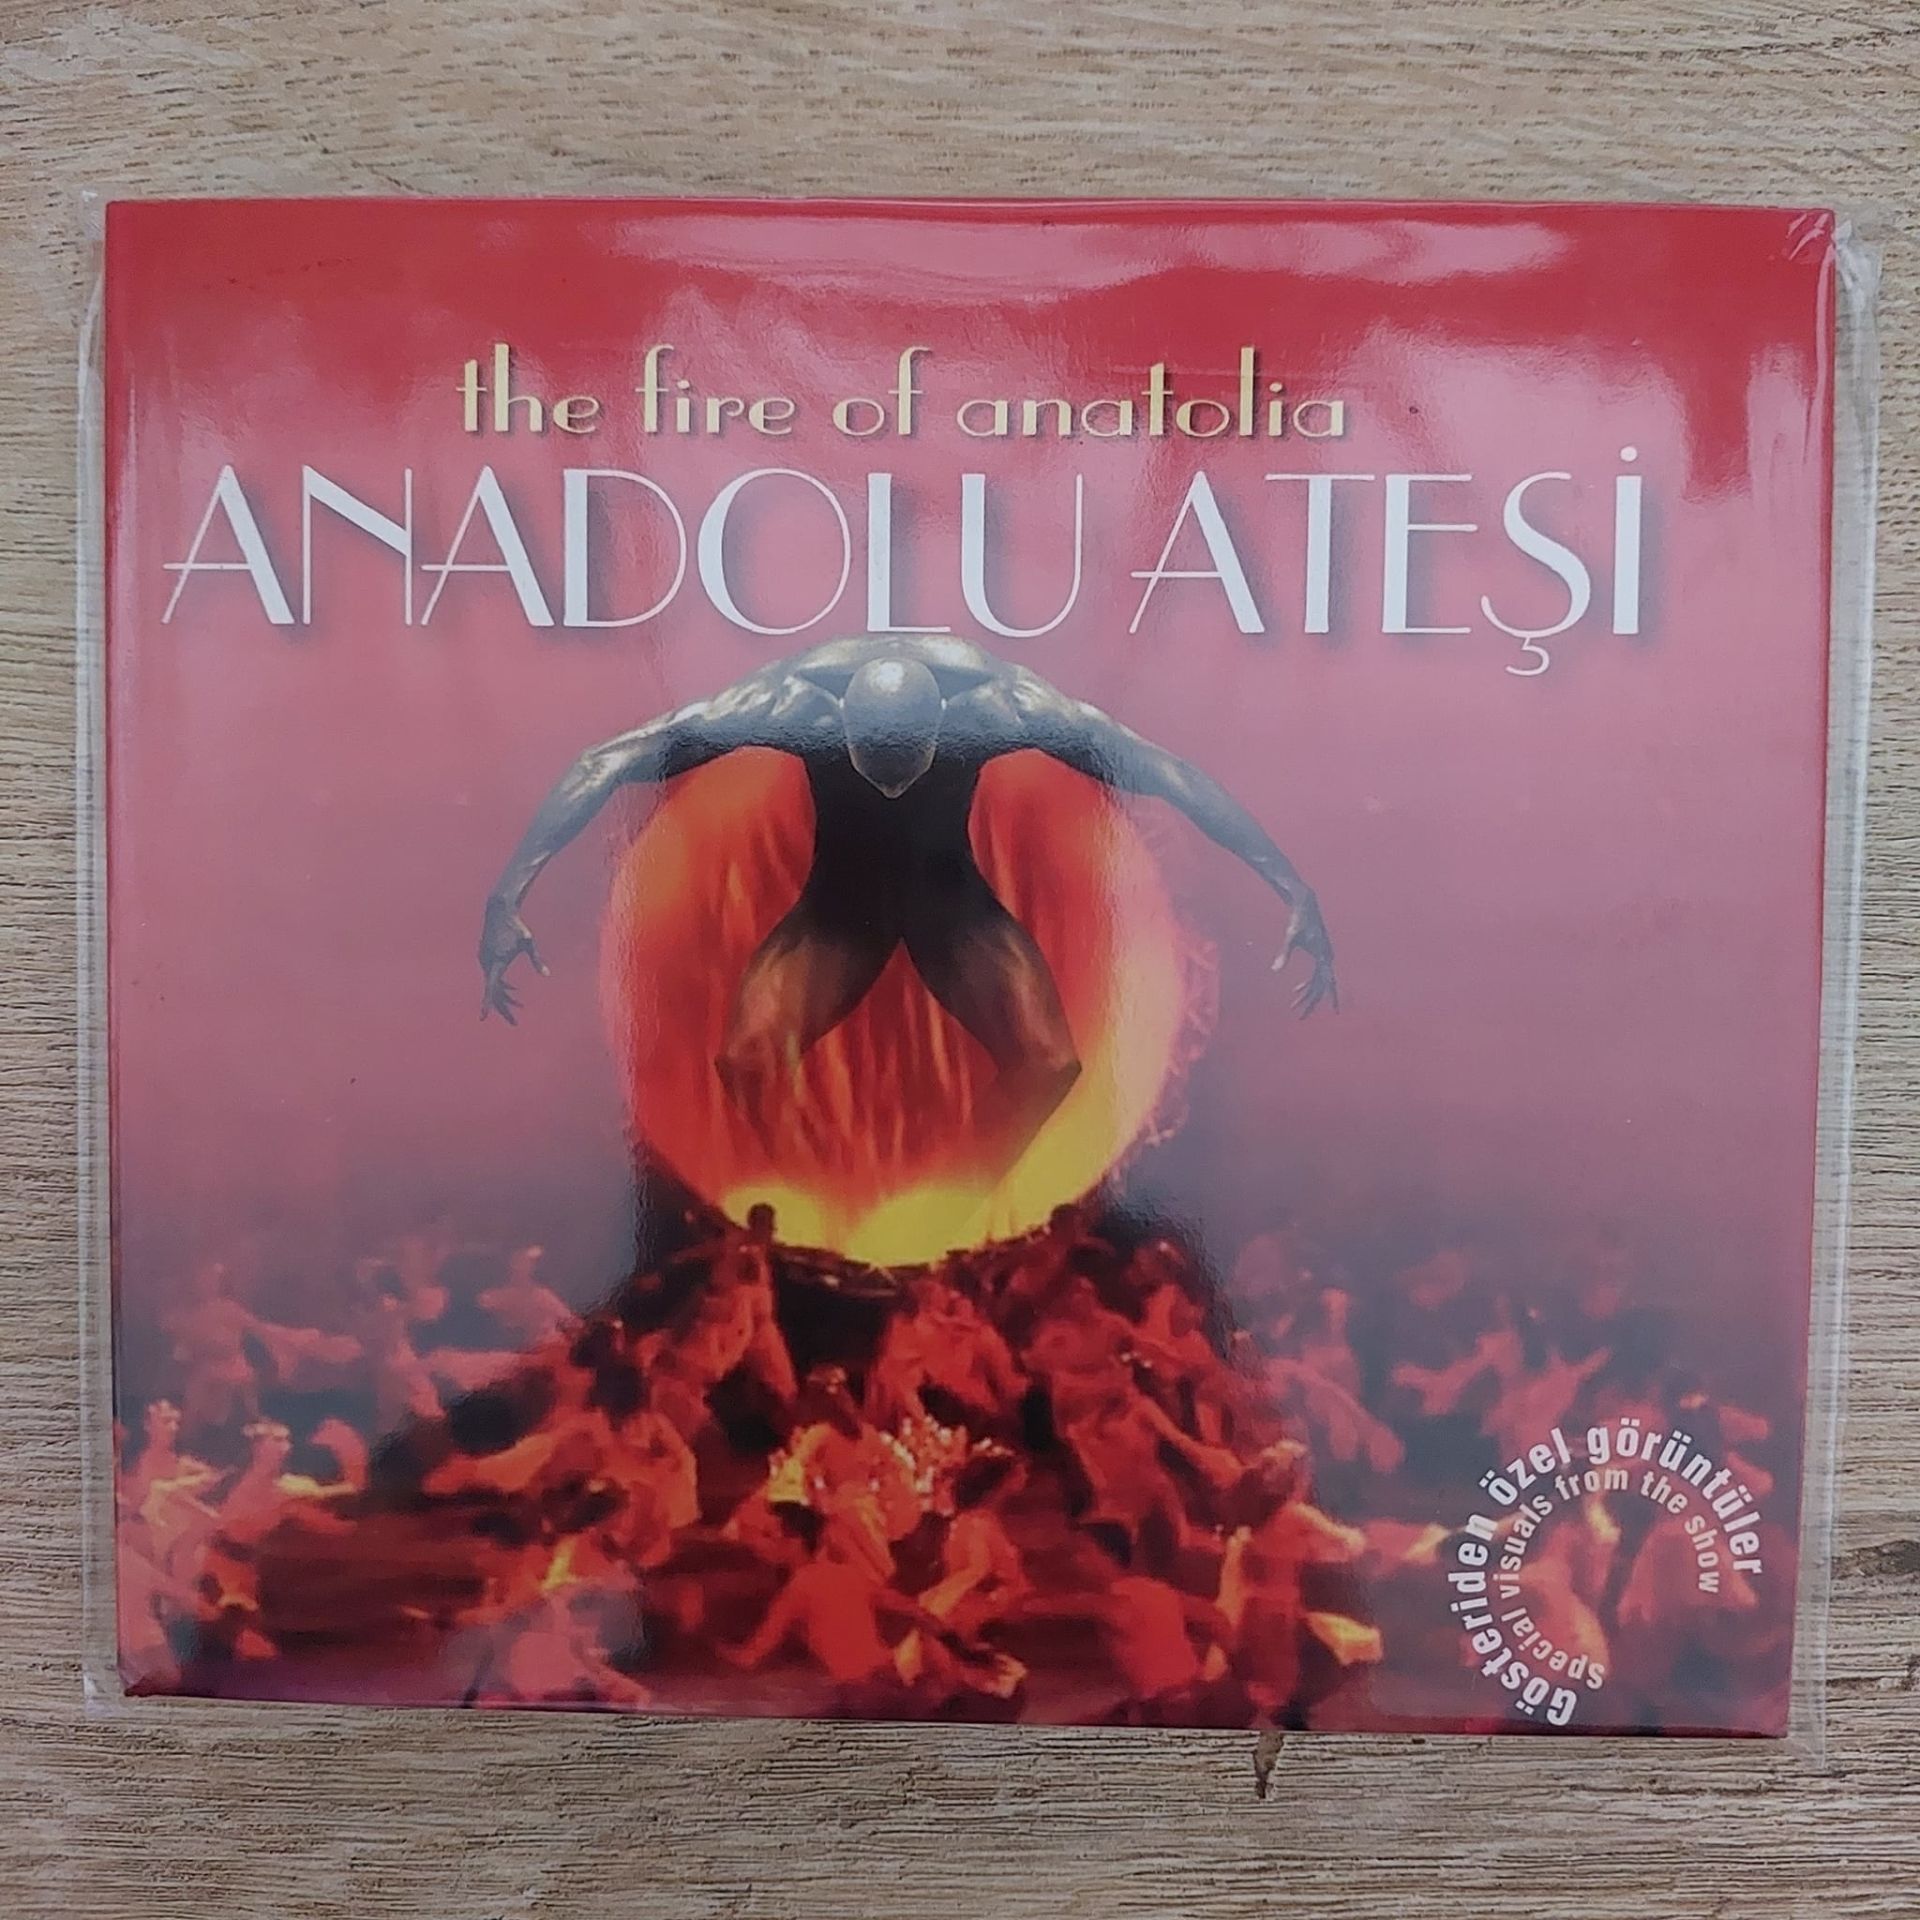 the fire of anatolia
ANADOLU ATEŞİ
Gösteriden özel görüntüler
special visuals from the show